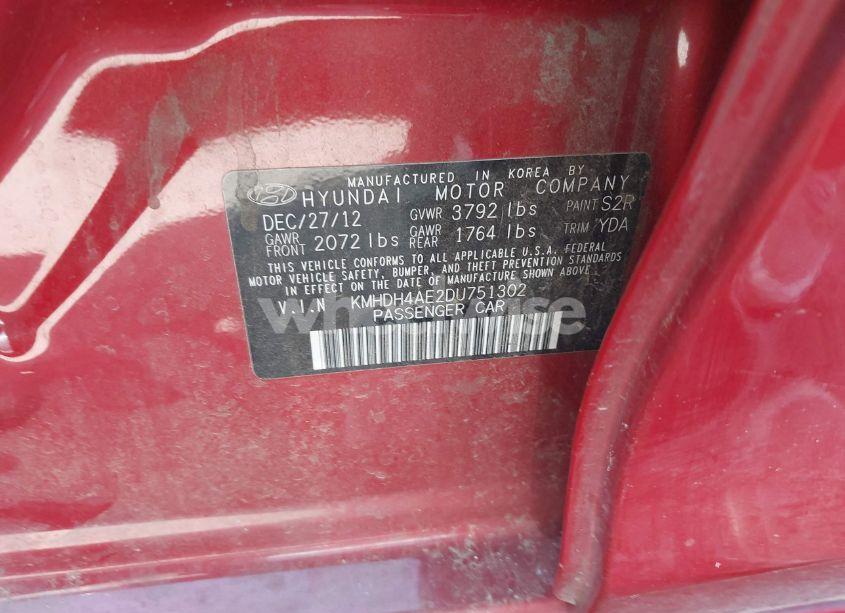 MANUFACTURED IN KOREA BY
HYUNDAI MOTOR COMPANY
DEC/27/12 GVWR 3792 lbs PAINT S2R
GAWR FRONT 2072 lbs GAWR REAR 1764 lbs TRIM YDA
THIS VEHICLE CONFORMS TO ALL APPLICABLE U.S.A. FEDERAL
MOTOR VEHICLE SAFETY, BUMPER, AND THEFT PREVENTION STANDARDS IN
EFFECT ON THE DATE OF MANUFACTURE SHOWN ABOVE.
V.I.N KMHDH4AE2DU751302
PASSENGER CAR